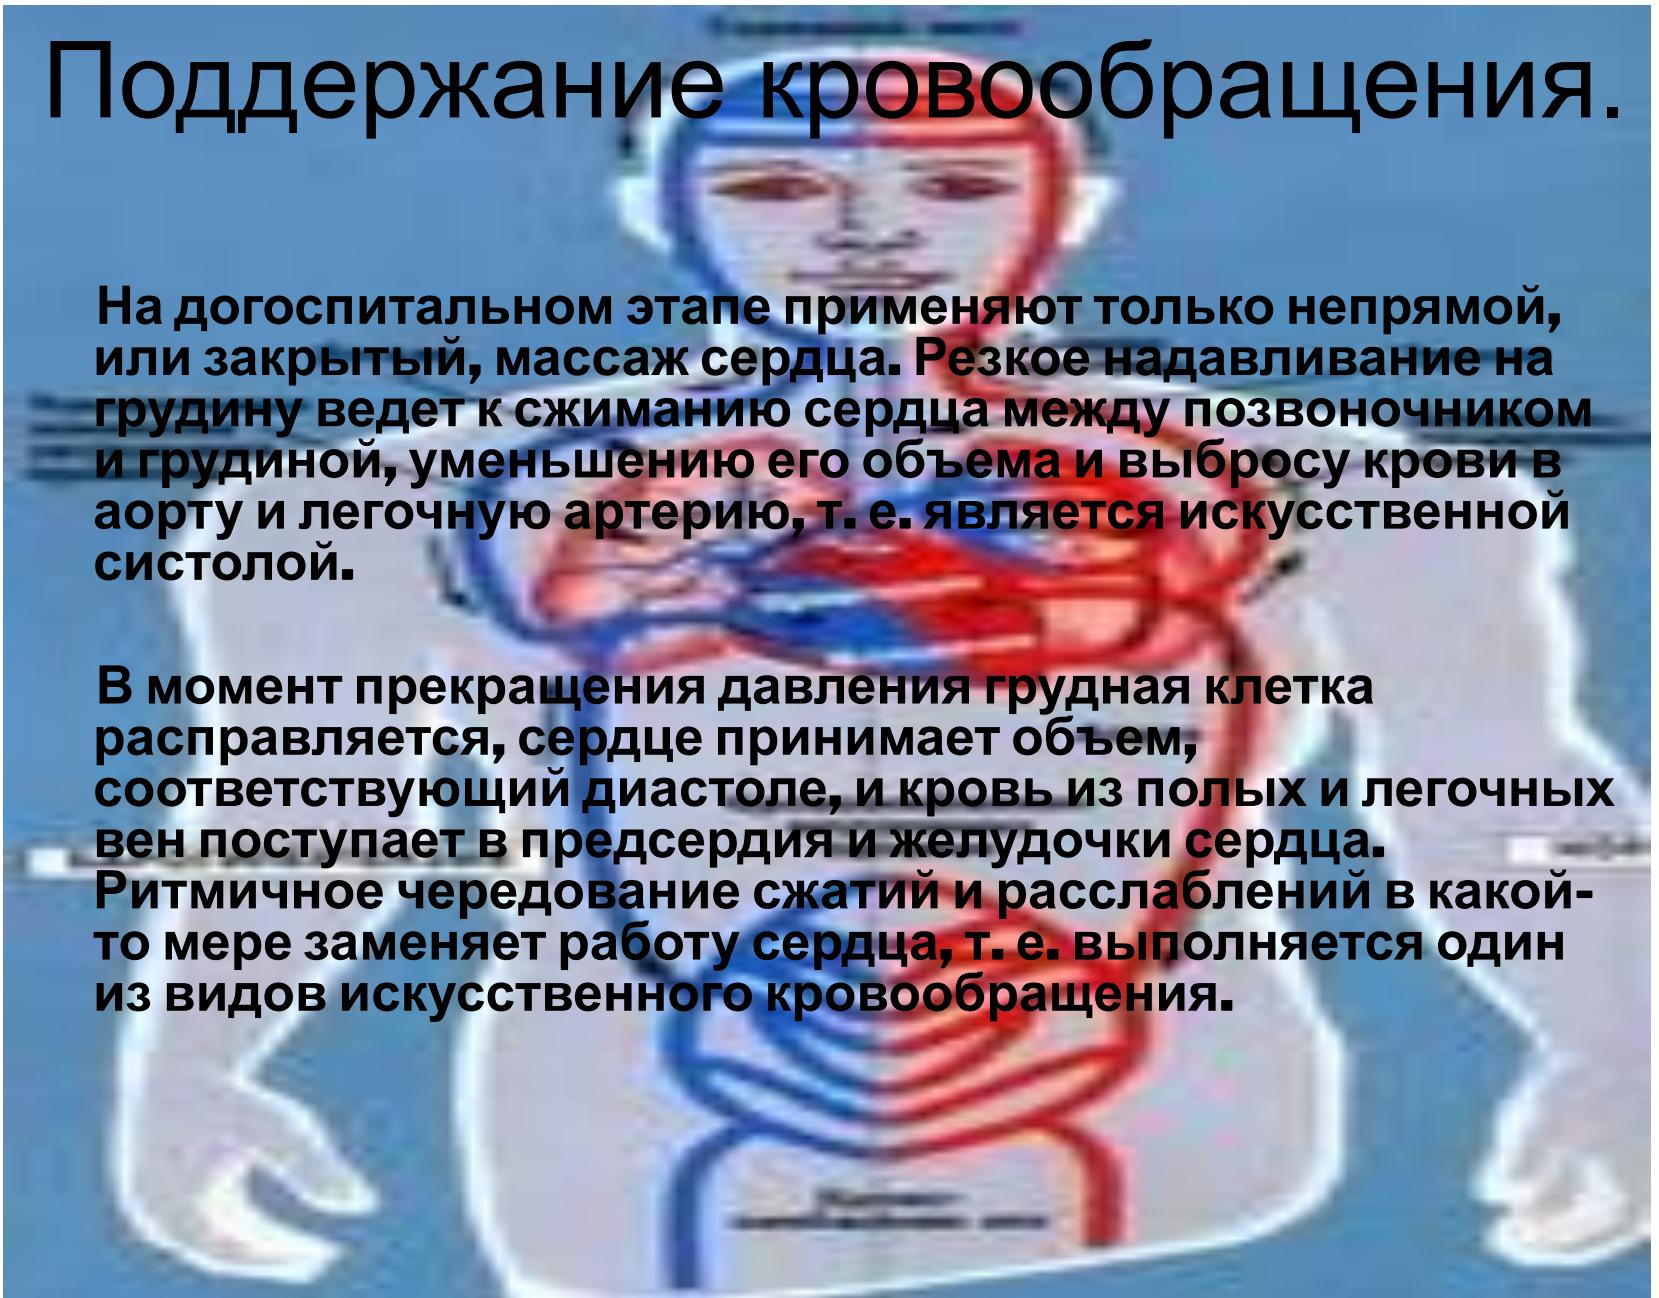 Поддержание кровообращения.
На догоспитальном этапе применяют только непрямой,
или закрытый, массаж сердца. Резкое надавливание на
грудину ведет к сжиманию сердца между позвоночником
и грудиной, уменьшению его объема и выбросу крови в
аорту и легочную артерию, т. е. является искусственной
систолой.
В момент прекращения давления грудная клетка
расправляется, сердце принимает объем,
соответствующий диастоле, и кровь из полых и легочных
вен поступает в предсердия и желудочки сердца.
Ритмичное чередование сжатий и расслаблений в какой-
то мере заменяет работу сердца, т. е. выполняется один
из видов искусственного кровообращения.